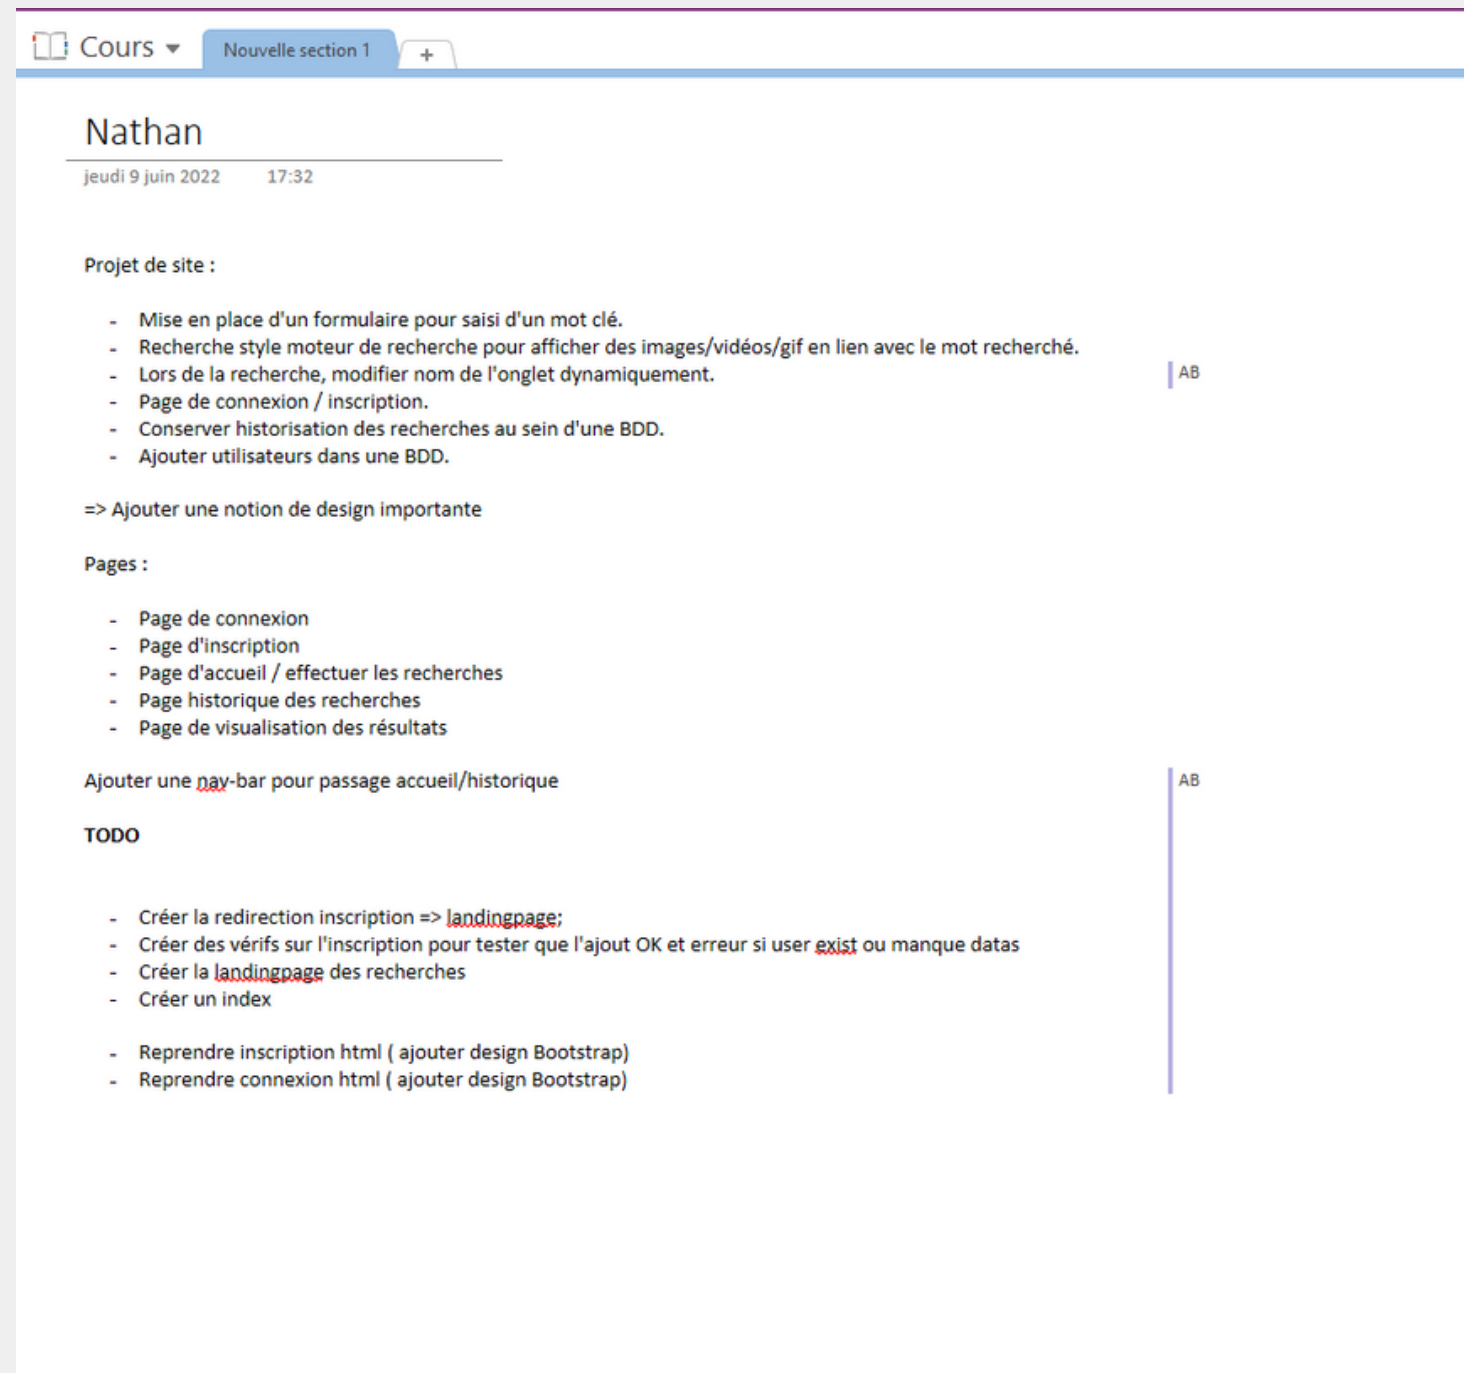 Cours
Nouvelle section 1
+
Nathan
jeudi 9 juin 2022 17:32
Projet de site :
- Mise en place d'un formulaire pour saisi d'un mot clé.
- Recherche style moteur de recherche pour afficher des images/vidéos/gif en lien avec le mot recherché.
- Lors de la recherche, modifier nom de l'onglet dynamiquement. AB
- Page de connexion / inscription.
- Conserver historisation des recherches au sein d'une BDD.
- Ajouter utilisateurs dans une BDD.
=> Ajouter une notion de design importante
Pages :
- Page de connexion
- Page d'inscription
- Page d'accueil / effectuer les recherches
- Page historique des recherches
- Page de visualisation des résultats
Ajouter une nav-bar pour passage accueil/historique AB
TODO
- Créer la redirection inscription => landingpage;
- Créer des vérifs sur l'inscription pour tester que l'ajout OK et erreur si user exist ou manque datas
- Créer la landingpage des recherches
- Créer un index
- Reprendre inscription html ( ajouter design Bootstrap)
- Reprendre connexion html ( ajouter design Bootstrap)